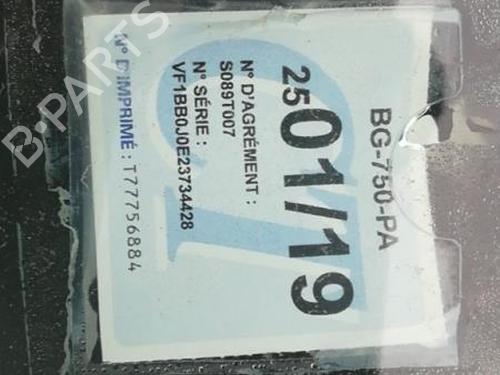 BG-750-PA
25 01/19
N° D'AGRÉMENT :
S089T007
N° SÉRIE :
VF1BB0J0E23734428
N° D'IMPRIMÉ : T77756884
B-PARTS